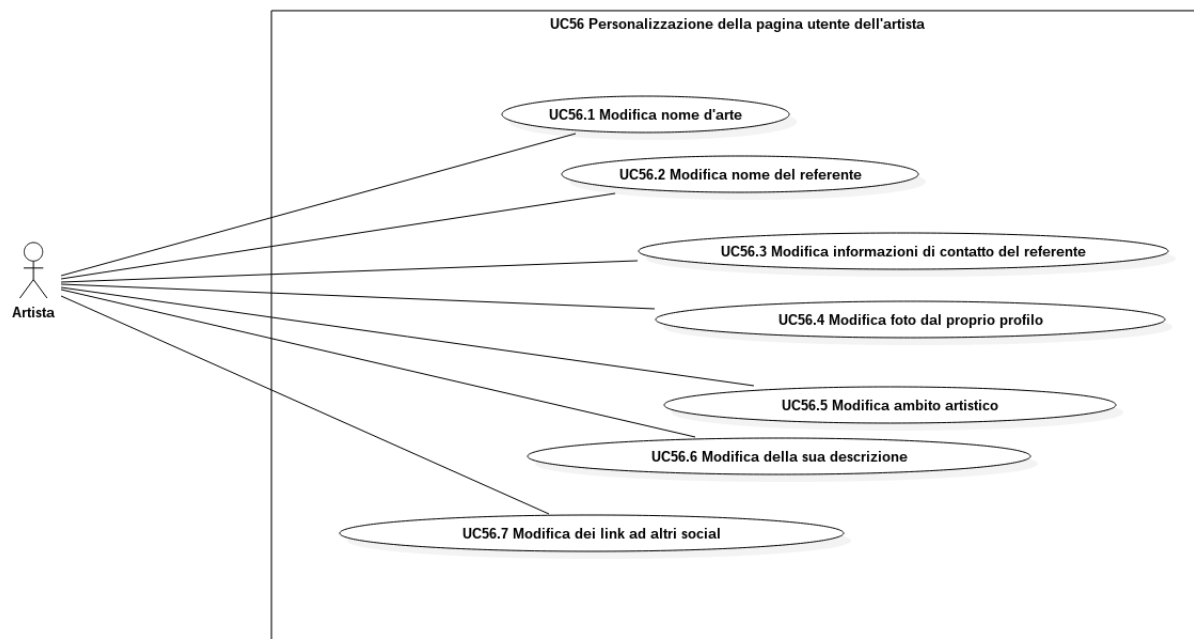 UC56 Personalizzazione della pagina utente dell'artista
UC56.1 Modifica nome d'arte
UC56.2 Modifica nome del referente
UC56.3 Modifica informazioni di contatto del referente
Artista
UC56.4 Modifica foto dal proprio profilo
UC56.5 Modifica ambito artistico
UC56.6 Modifica della sua descrizione
UC56.7 Modifica dei link ad altri social